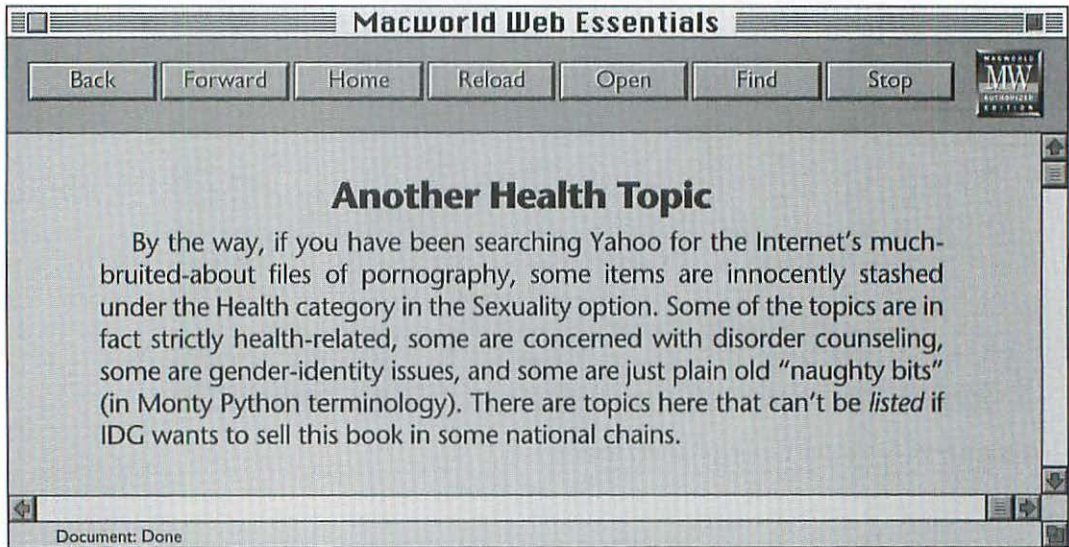 Macworld Web Essentials
Back Forward Home Reload Open Find Stop
MACWORLD
MW
AUTHORIZED
EDITION
Another Health Topic
By the way, if you have been searching Yahoo for the Internet's much-
bruited-about files of pornography, some items are innocently stashed
under the Health category in the Sexuality option. Some of the topics are in
fact strictly health-related, some are concerned with disorder counseling,
some are gender-identity issues, and some are just plain old "naughty bits"
(in Monty Python terminology). There are topics here that can't be listed if
IDG wants to sell this book in some national chains.
Document: Done